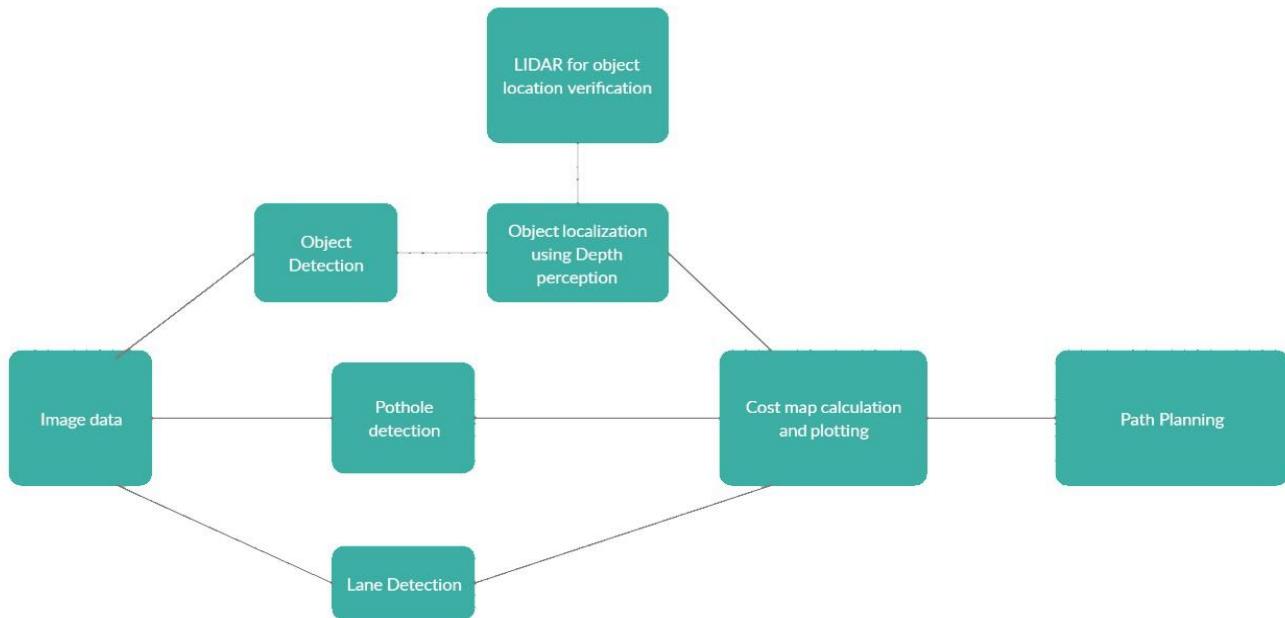 LIDAR for object
location verification
Object
Detection
Object localization
using Depth
perception
Image data
Pothole
detection
Cost map calculation
and plotting
Path Planning
Lane Detection